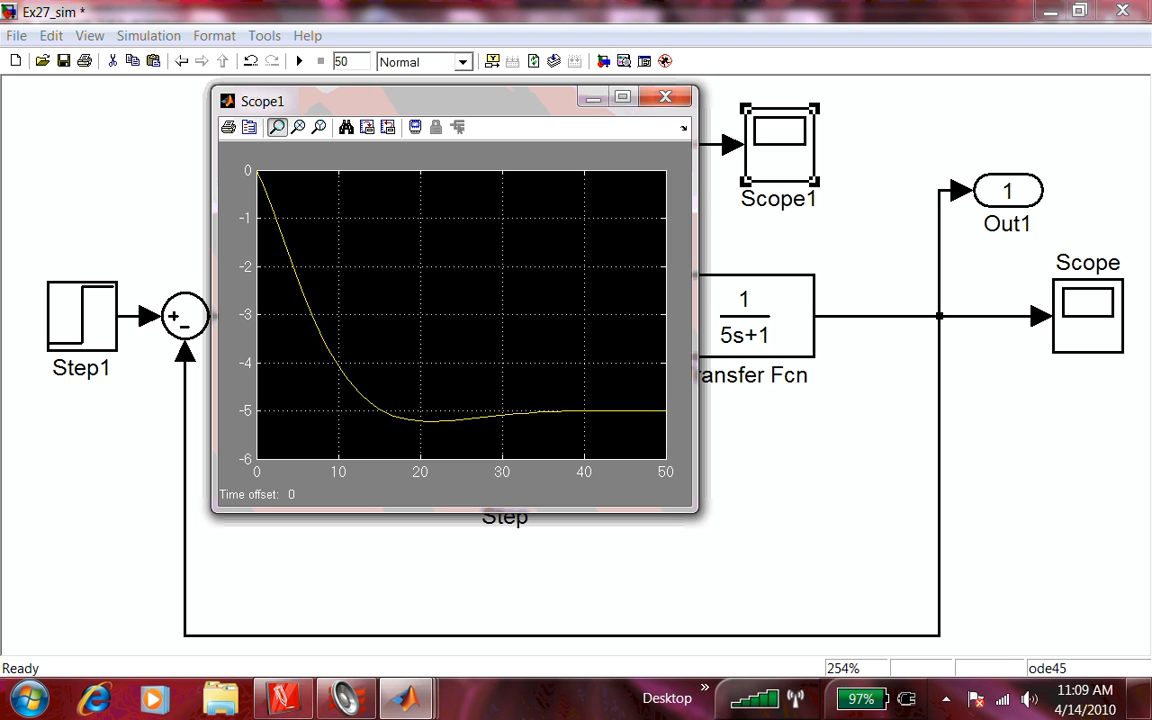 Ex27_sim *
File Edit View Simulation Format Tools Help
50 Normal
Scope1
0
-1
-2
-3
-4
-5
-6
0 10 20 30 40 50
Time offset: 0
Scope1
1
Out1
Scope
Step1
+
-
1
5s+1
ransfer Fcn
Step
Ready 254% ode45
Desktop » 97% 11:09 AM
4/14/2010